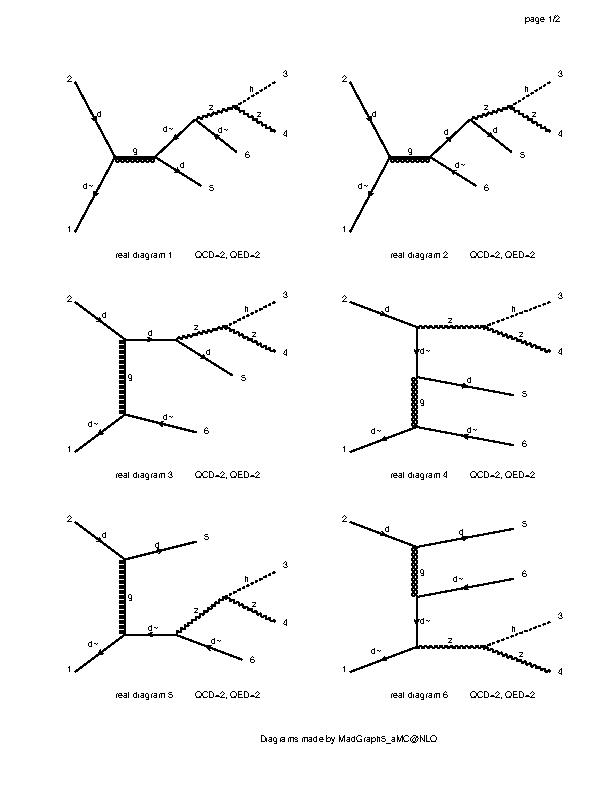 page 1/2
2 d d~ 1 g d~ d z h z 3 4 6 5
2 d d~ 1 g d d~ z h z 3 4 5 6
real diagram 1 QCD=2, QED=2
real diagram 2 QCD=2, QED=2
2 d d z h z 3 4 d 5 g d~ 1 d~ 6
2 d z h z 3 4 d~ d 5 g d~ 1 d~ 6
real diagram 3 QCD=2, QED=2
real diagram 4 QCD=2, QED=2
2 d d 5 g h 3 z z 4 d~ d~ 1 d~ 6
2 d d 5 g d~ 6 d~ h 3 d~ 1 z z 4
real diagram 5 QCD=2, QED=2
real diagram 6 QCD=2, QED=2
Diagrams made by MadGraph5_aMC@NLO